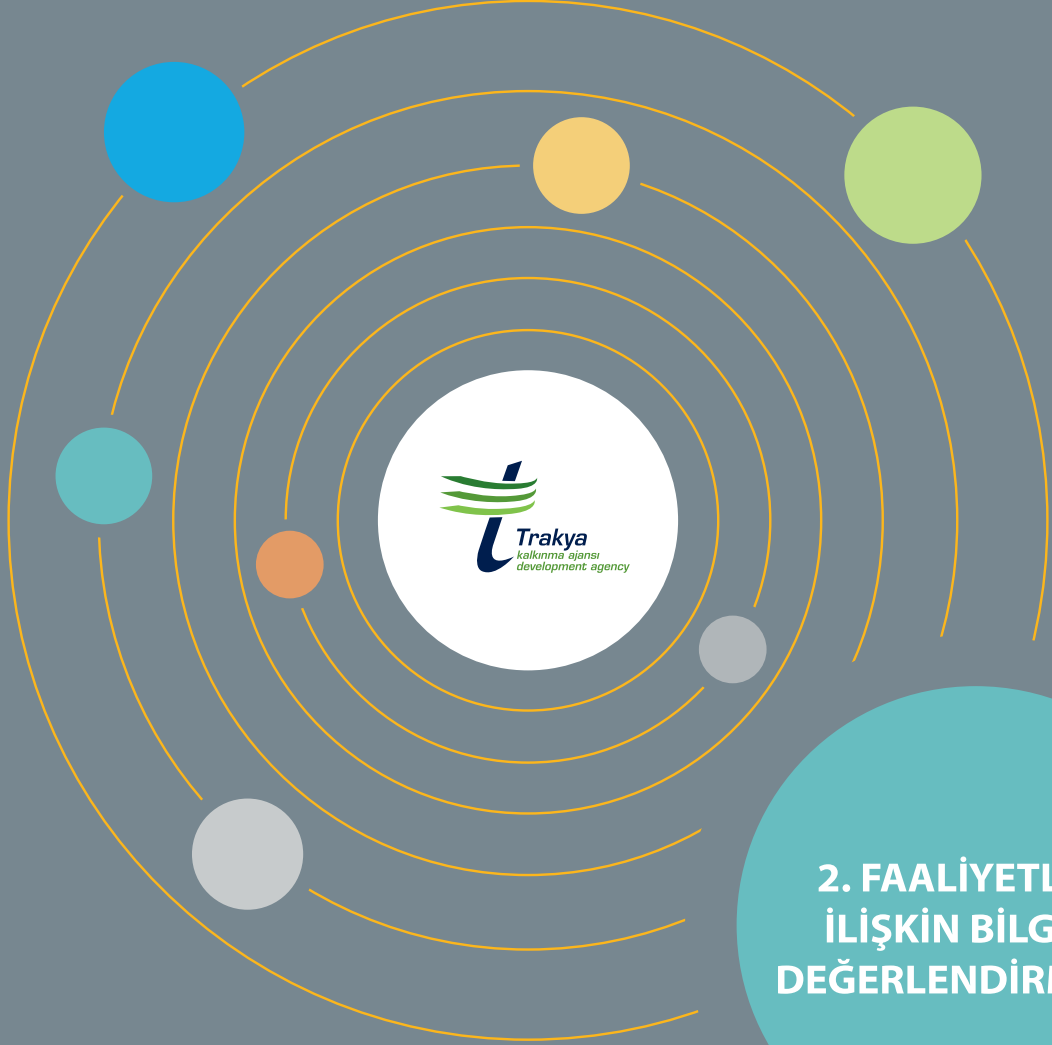 Trakya
kalkınma ajansı
development agency
2. FAALİYETL
İLİŞKİN BİLG
DEĞERLENDİR